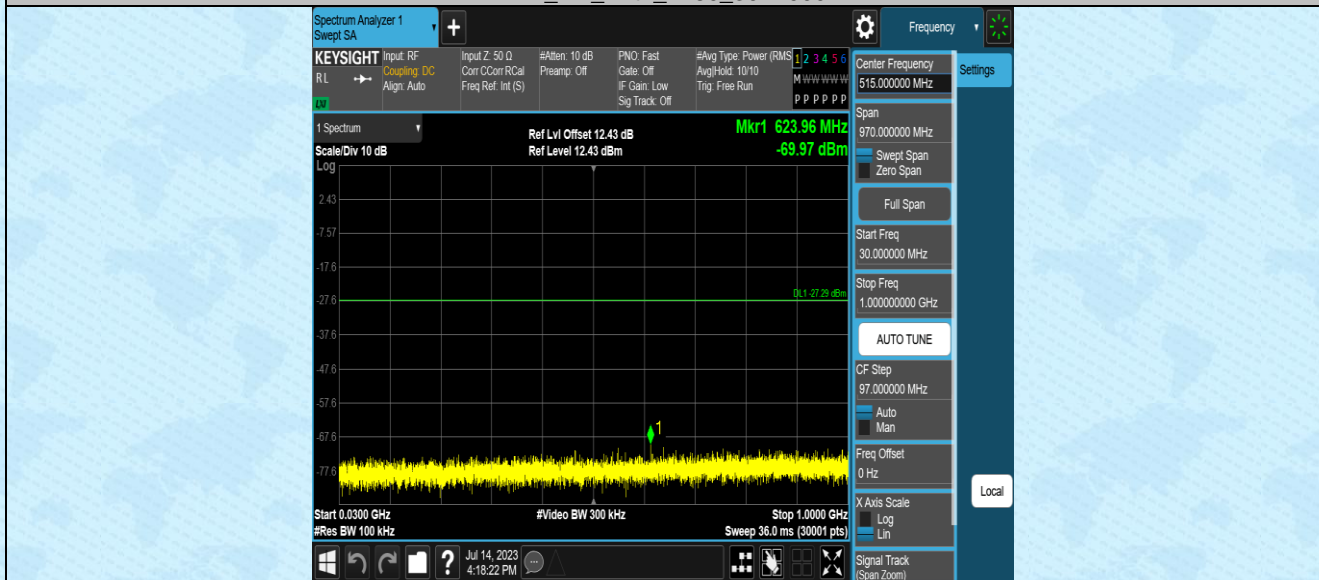 Spectrum Analyzer 1
Swept SA
+
Frequency
KEYSIGHT
RL
LXI
Input: RF
Coupling: DC
Align: Auto
Input Z: 50 Ω
Corr CCorr RCal
Freq Ref: Int (S)
#Atten: 10 dB
Preamp: Off
PNO: Fast
Gate: Off
IF Gain: Low
Sig Track: Off
#Avg Type: Power (RMS
Avg|Hold: 10/10
Trig: Free Run
1 2 3 4 5 6
M W W W W W
P P P P P P
1 Spectrum
Scale/Div 10 dB
Ref Lvl Offset 12.43 dB
Ref Level 12.43 dBm
Mkr1 623.96 MHz
-69.97 dBm
Log
2.43
-7.57
-17.6
-27.6
DL1 -27.29 dBm
-37.6
-47.6
-57.6
-67.6
1
-77.6
Start 0.0300 GHz
#Video BW 300 kHz
Stop 1.0000 GHz
#Res BW 100 kHz
Sweep 36.0 ms (30001 pts)
Center Frequency
515.000000 MHz
Settings
Span
970.000000 MHz
Swept Span
Zero Span
Full Span
Start Freq
30.000000 MHz
Stop Freq
1.000000000 GHz
AUTO TUNE
CF Step
97.000000 MHz
Auto
Man
Freq Offset
0 Hz
X Axis Scale
Log
Lin
Local
Signal Track
(Span Zoom)
?
Jul 14, 2023
4:18:22 PM